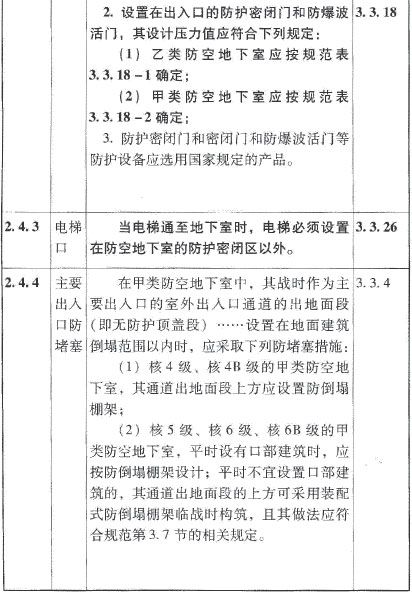 2. 设置在出入口的防护密闭门和防爆波 3.3.18
活门，其设计压力值应符合下列规定：
（1）乙类防空地下室应按规范表
3.3.18-1确定；
（2）甲类防空地下室应按规范表
3.3.18-2确定；
3. 防护密闭门和密闭门和防爆波活门等
防护设备应选用国家规定的产品。
2.4.3 电梯 当电梯通至地下室时，电梯必须设置 3.3.26
口 在防空地下室的防护密闭区以外。
2.4.4 主要 在甲类防空地下室中，其战时作为主 3.3.4
出入 要出入口的室外出入口通道的出地面段
口防 （即无防护顶盖段）……设置在地面建筑
堵塞 倒塌范围以内时，应采取下列防堵塞措施：
（1）核4级、核4B级的甲类防空地
下室，其通道出地面段上方应设置防倒塌
棚架；
（2）核5级、核6级、核6B级的甲
类防空地下室，平时设有口部建筑时，应
按防倒塌棚架设计；平时不宜设置口部建
筑的，其通道出地面段的上方可采用装配
式防倒塌棚架临战时构筑，且其做法应符
合规范第3.7节的相关规定。